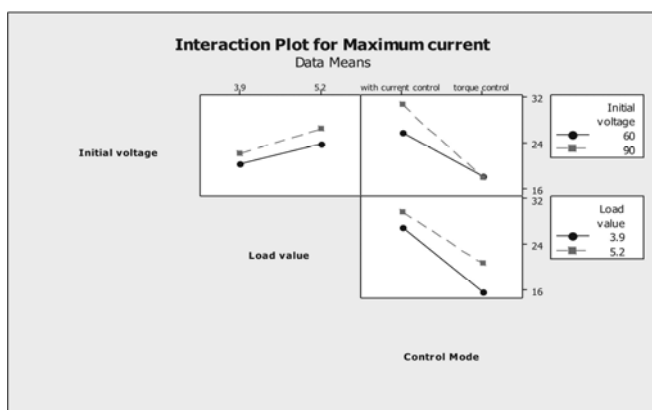 Interaction Plot for Maximum current
Data Means
3,9 5,2 with current control torque control
Initial voltage
32
24
16
Initial
voltage
60
90
Load value
32
24
16
Load
value
3.9
5.2
Control Mode